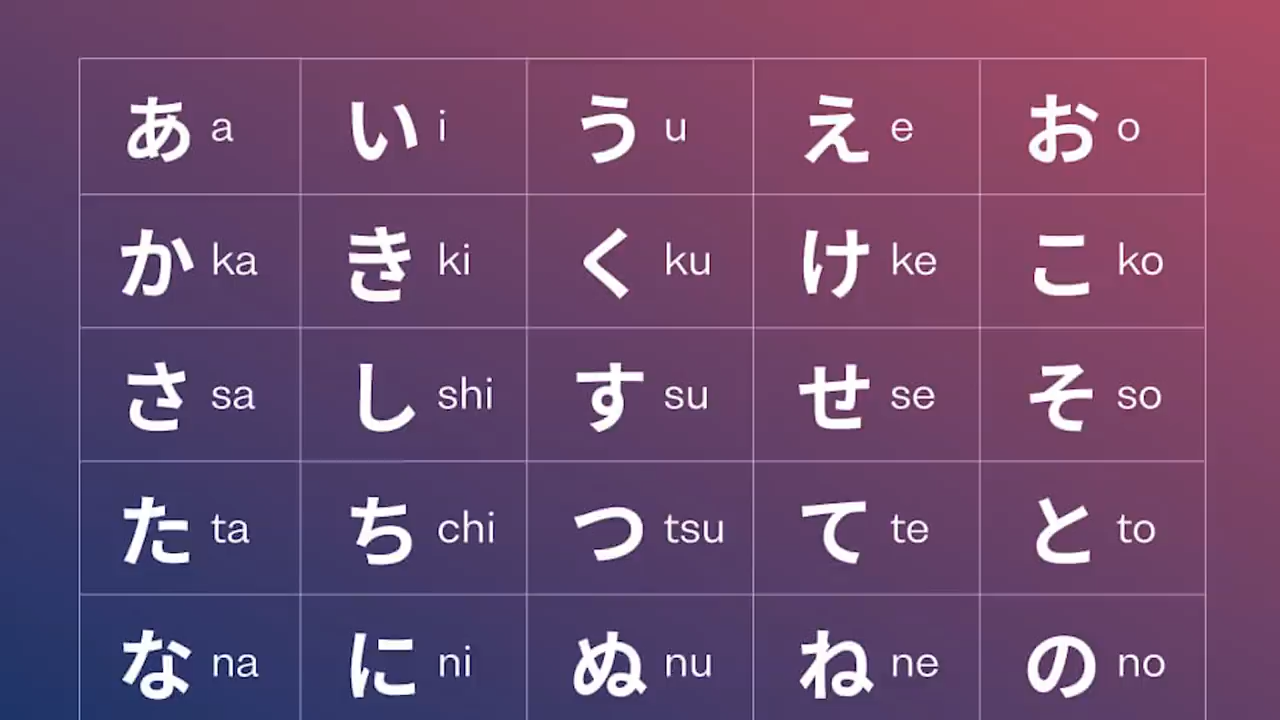 あ a い i う u え e お o
か ka き ki く ku け ke こ ko
さ sa し shi す su せ se そ so
た ta ち chi つ tsu て te と to
な na に ni ぬ nu ね ne の no